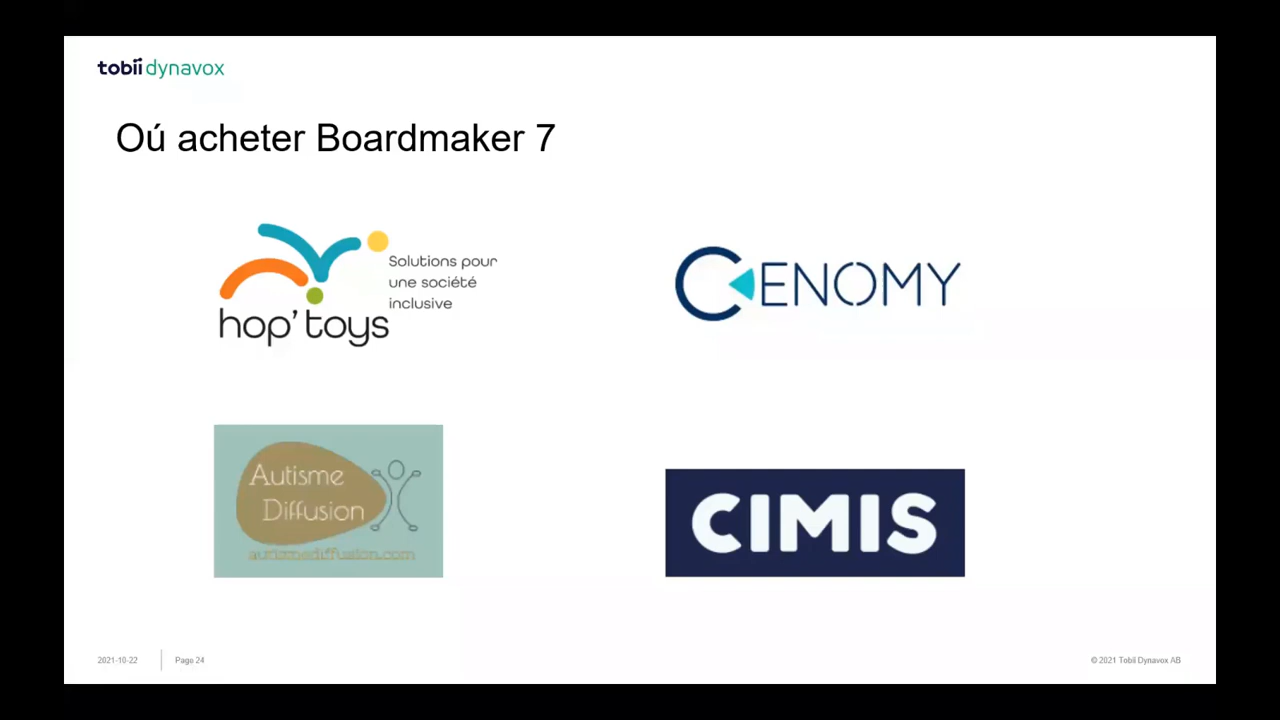 tobii dynavox
Oú acheter Boardmaker 7
Solutions pour
une société
inclusive
hop' toys
CENOMY
Autisme
Diffusion
autismediffusion.com
CIMIS
2021-10-22
Page 24
© 2021 Tobii Dynavox AB